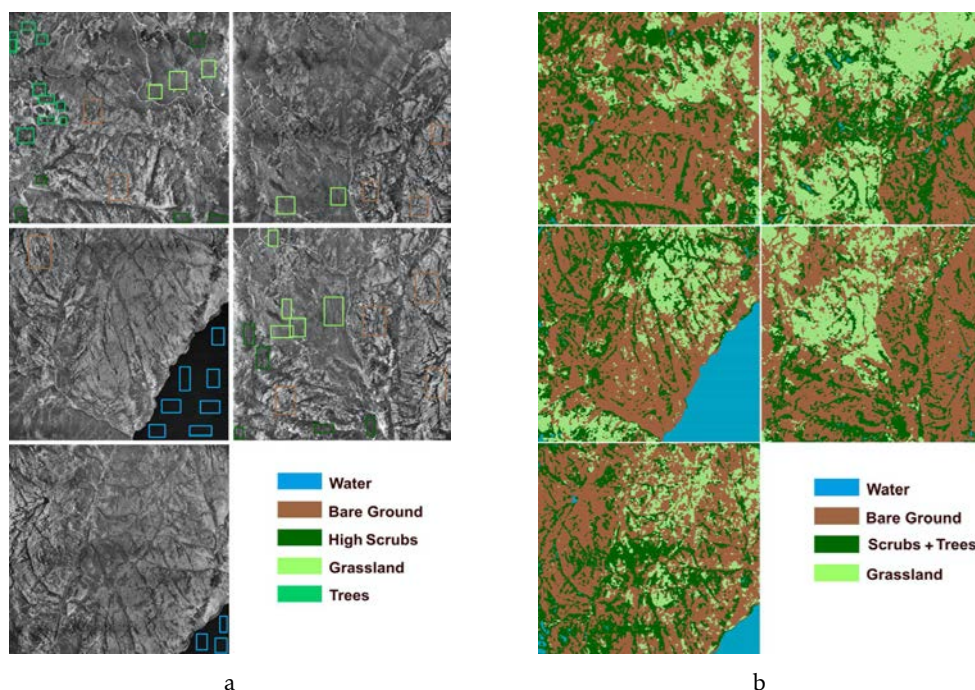 Water
Bare Ground
High Scrubs
Grassland
Trees
Water
Bare Ground
Scrubs + Trees
Grassland
a
b